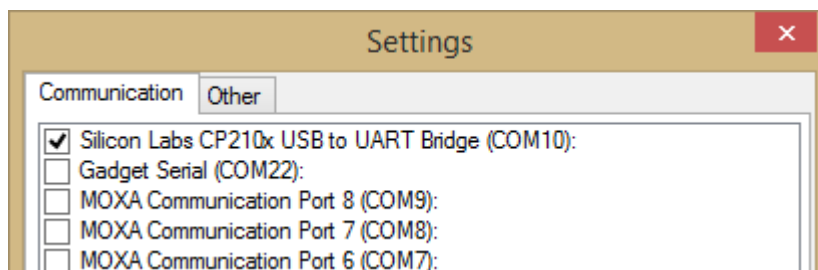 Settings
Communication Other
Silicon Labs CP210x USB to UART Bridge (COM10):
Gadget Serial (COM22):
MOXA Communication Port 8 (COM9):
MOXA Communication Port 7 (COM8):
MOXA Communication Port 6 (COM7):